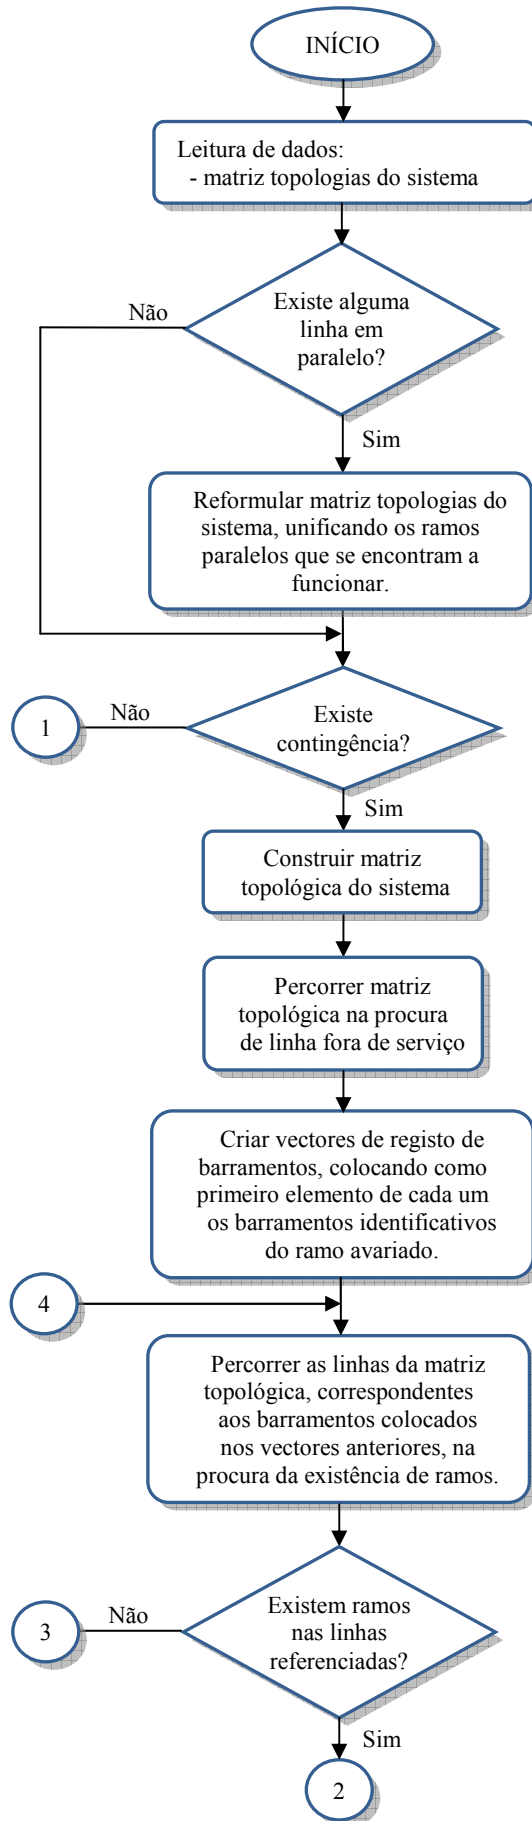 INÍCIO
Leitura de dados:
- matriz topologias do sistema
Existe alguma
linha em
paralelo?
Não
Sim
Reformular matriz topologias do
sistema, unificando os ramos
paralelos que se encontram a
funcionar.
Existe
contingência?
Não
1
Sim
Construir matriz
topológica do sistema
Percorrer matriz
topológica na procura
de linha fora de serviço
Criar vectores de registo de
barramentos, colocando como
primeiro elemento de cada um
os barramentos identificativos
do ramo avariado.
4
Percorrer as linhas da matriz
topológica, correspondentes
aos barramentos colocados
nos vectores anteriores, na
procura da existência de ramos.
Existem ramos
nas linhas
referenciadas?
Não
3
Sim
2